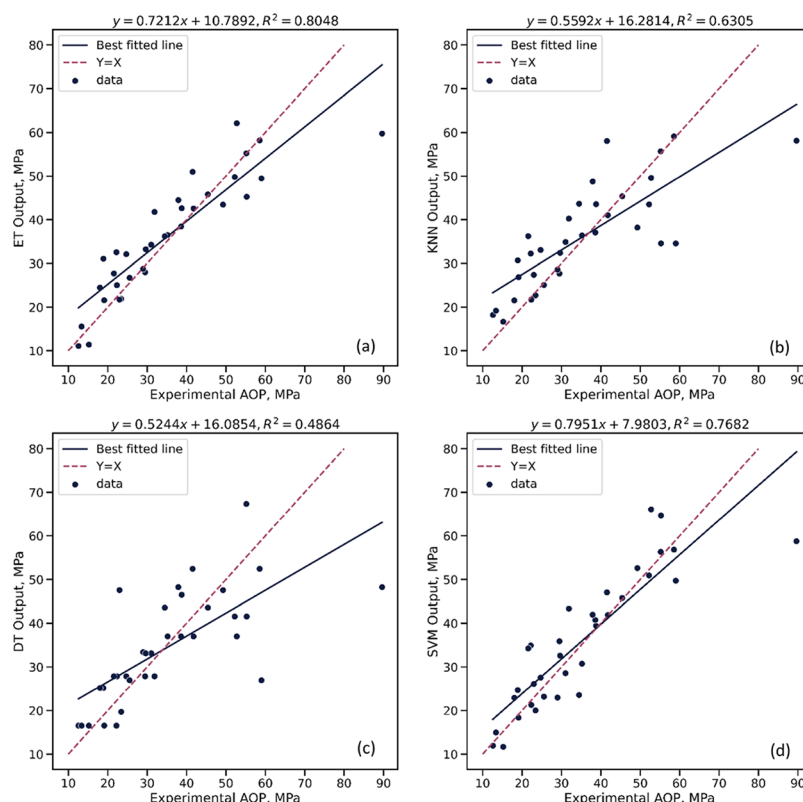 y = 0.7212x + 10.7892, R² = 0.8048
80
70
60
50
40
30
20
10
ET Output, MPa
Best fitted line
Y=X
data
(a)
10 20 30 40 50 60 70 80 90
Experimental AOP, MPa
y = 0.5592x + 16.2814, R² = 0.6305
80
70
60
50
40
30
20
10
KNN Output, MPa
Best fitted line
Y=X
data
(b)
10 20 30 40 50 60 70 80 90
Experimental AOP, MPa
y = 0.5244x + 16.0854, R² = 0.4864
80
70
60
50
40
30
20
10
DT Output, MPa
Best fitted line
Y=X
data
(c)
10 20 30 40 50 60 70 80 90
Experimental AOP, MPa
y = 0.7951x + 7.9803, R² = 0.7682
80
70
60
50
40
30
20
10
SVM Output, MPa
Best fitted line
Y=X
data
(d)
10 20 30 40 50 60 70 80 90
Experimental AOP, MPa